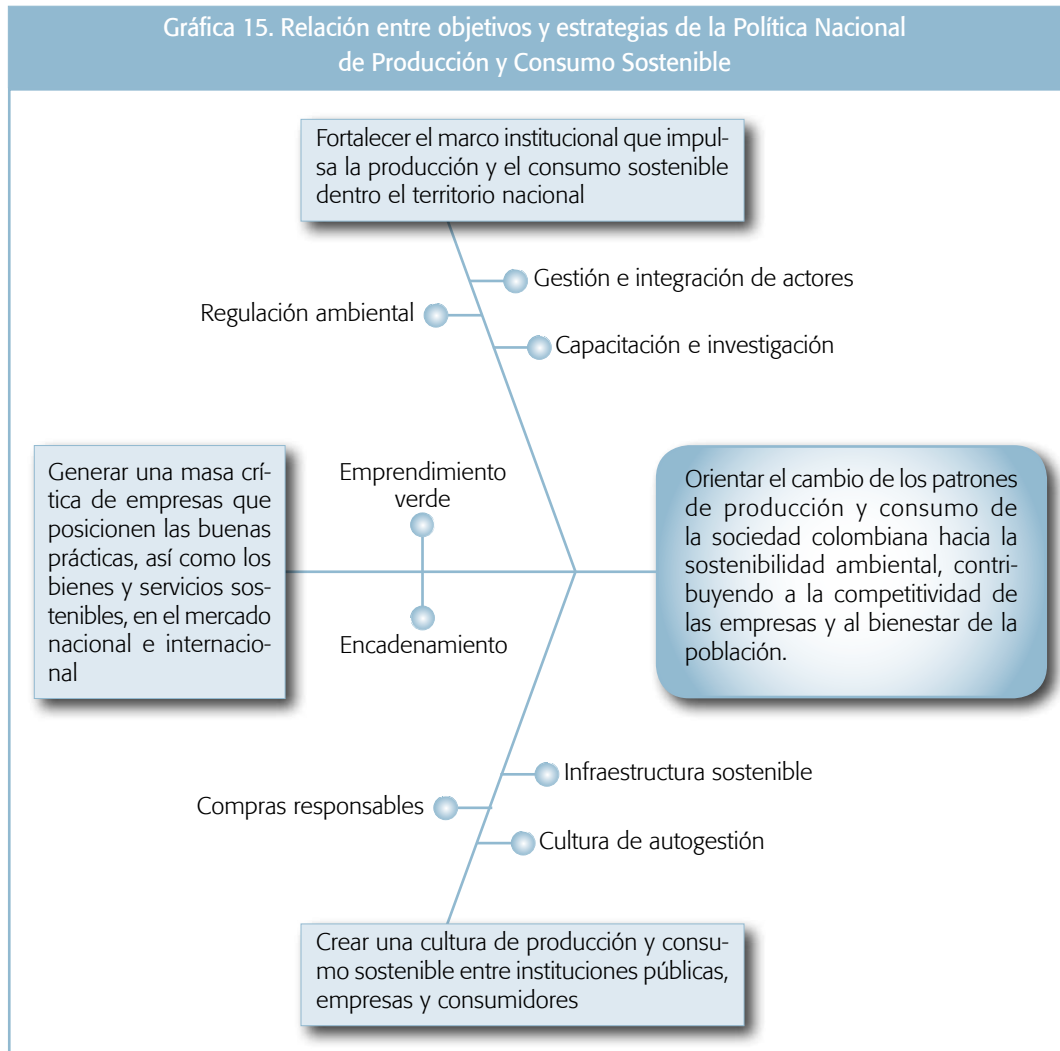 Gráfica 15. Relación entre objetivos y estrategias de la Política Nacional
de Producción y Consumo Sostenible
Fortalecer el marco institucional que impul-
sa la producción y el consumo sostenible
dentro el territorio nacional
Gestión e integración de actores
Regulación ambiental
Capacitación e investigación
Generar una masa crí-
tica de empresas que
posicionen las buenas
prácticas, así como los
bienes y servicios sos-
tenibles, en el mercado
nacional e internacio-
nal
Emprendimiento
verde
Encadenamiento
Orientar el cambio de los patrones
de producción y consumo de
la sociedad colombiana hacia la
sostenibilidad ambiental, contri-
buyendo a la competitividad de
las empresas y al bienestar de la
población.
Infraestructura sostenible
Compras responsables
Cultura de autogestión
Crear una cultura de producción y consu-
mo sostenible entre instituciones públicas,
empresas y consumidores